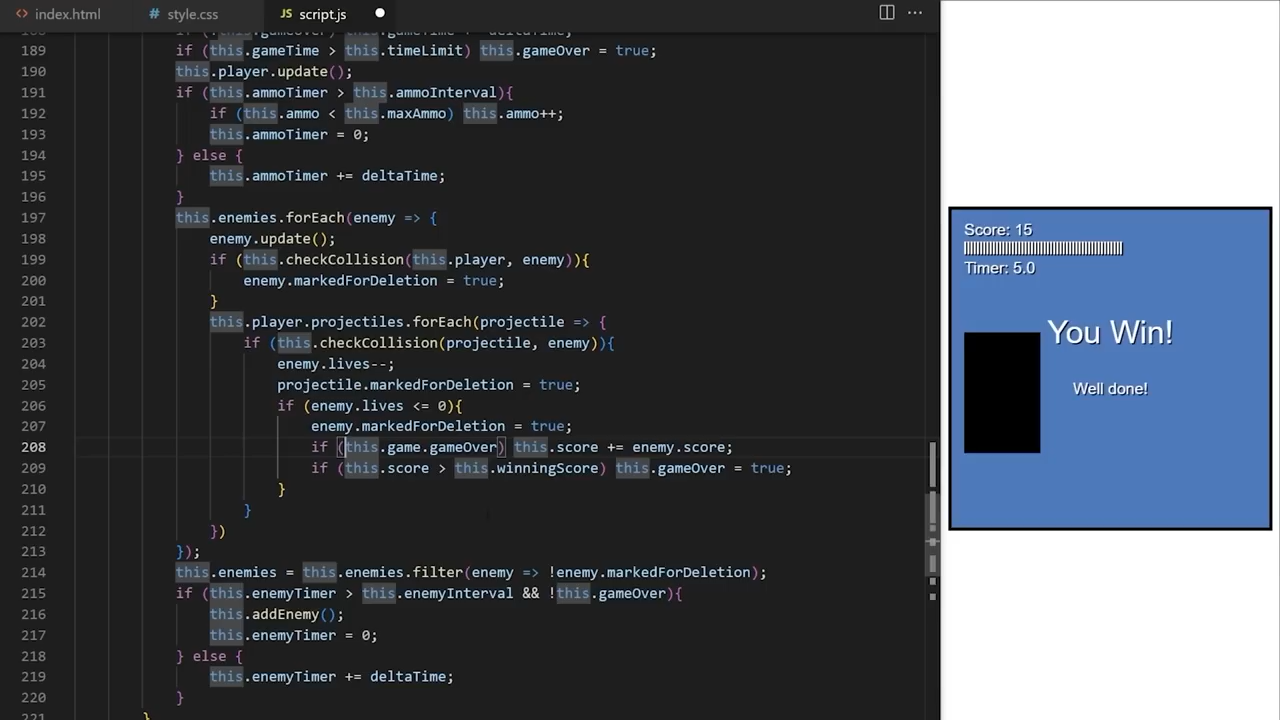 index.html
style.css
script.js
189 if (this.gameTime > this.timeLimit) this.gameOver = true;
190 this.player.update();
191 if (this.ammoTimer > this.ammoInterval){
192 if (this.ammo < this.maxAmmo) this.ammo++;
193 this.ammoTimer = 0;
194 } else {
195 this.ammoTimer += deltaTime;
196 }
197 this.enemies.forEach(enemy => {
198 enemy.update();
199 if (this.checkCollision(this.player, enemy)){
200 enemy.markedForDeletion = true;
201 }
202 this.player.projectiles.forEach(projectile => {
203 if (this.checkCollision(projectile, enemy)){
204 enemy.lives--;
205 projectile.markedForDeletion = true;
206 if (enemy.lives <= 0){
207 enemy.markedForDeletion = true;
208 if (this.game.gameOver) this.score += enemy.score;
209 if (this.score > this.winningScore) this.gameOver = true;
210 }
211 }
212 })
213 });
214 this.enemies = this.enemies.filter(enemy => !enemy.markedForDeletion);
215 if (this.enemyTimer > this.enemyInterval && !this.gameOver){
216 this.addEnemy();
217 this.enemyTimer = 0;
218 } else {
219 this.enemyTimer += deltaTime;
220 }
221 }
Score: 15
Timer: 5.0
You Win!
Well done!